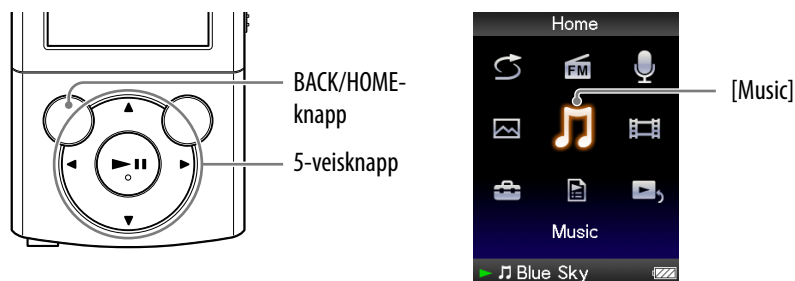 BACK/HOME-
knapp
5-veisknapp
Home
FM
[Music]
Music
Blue Sky